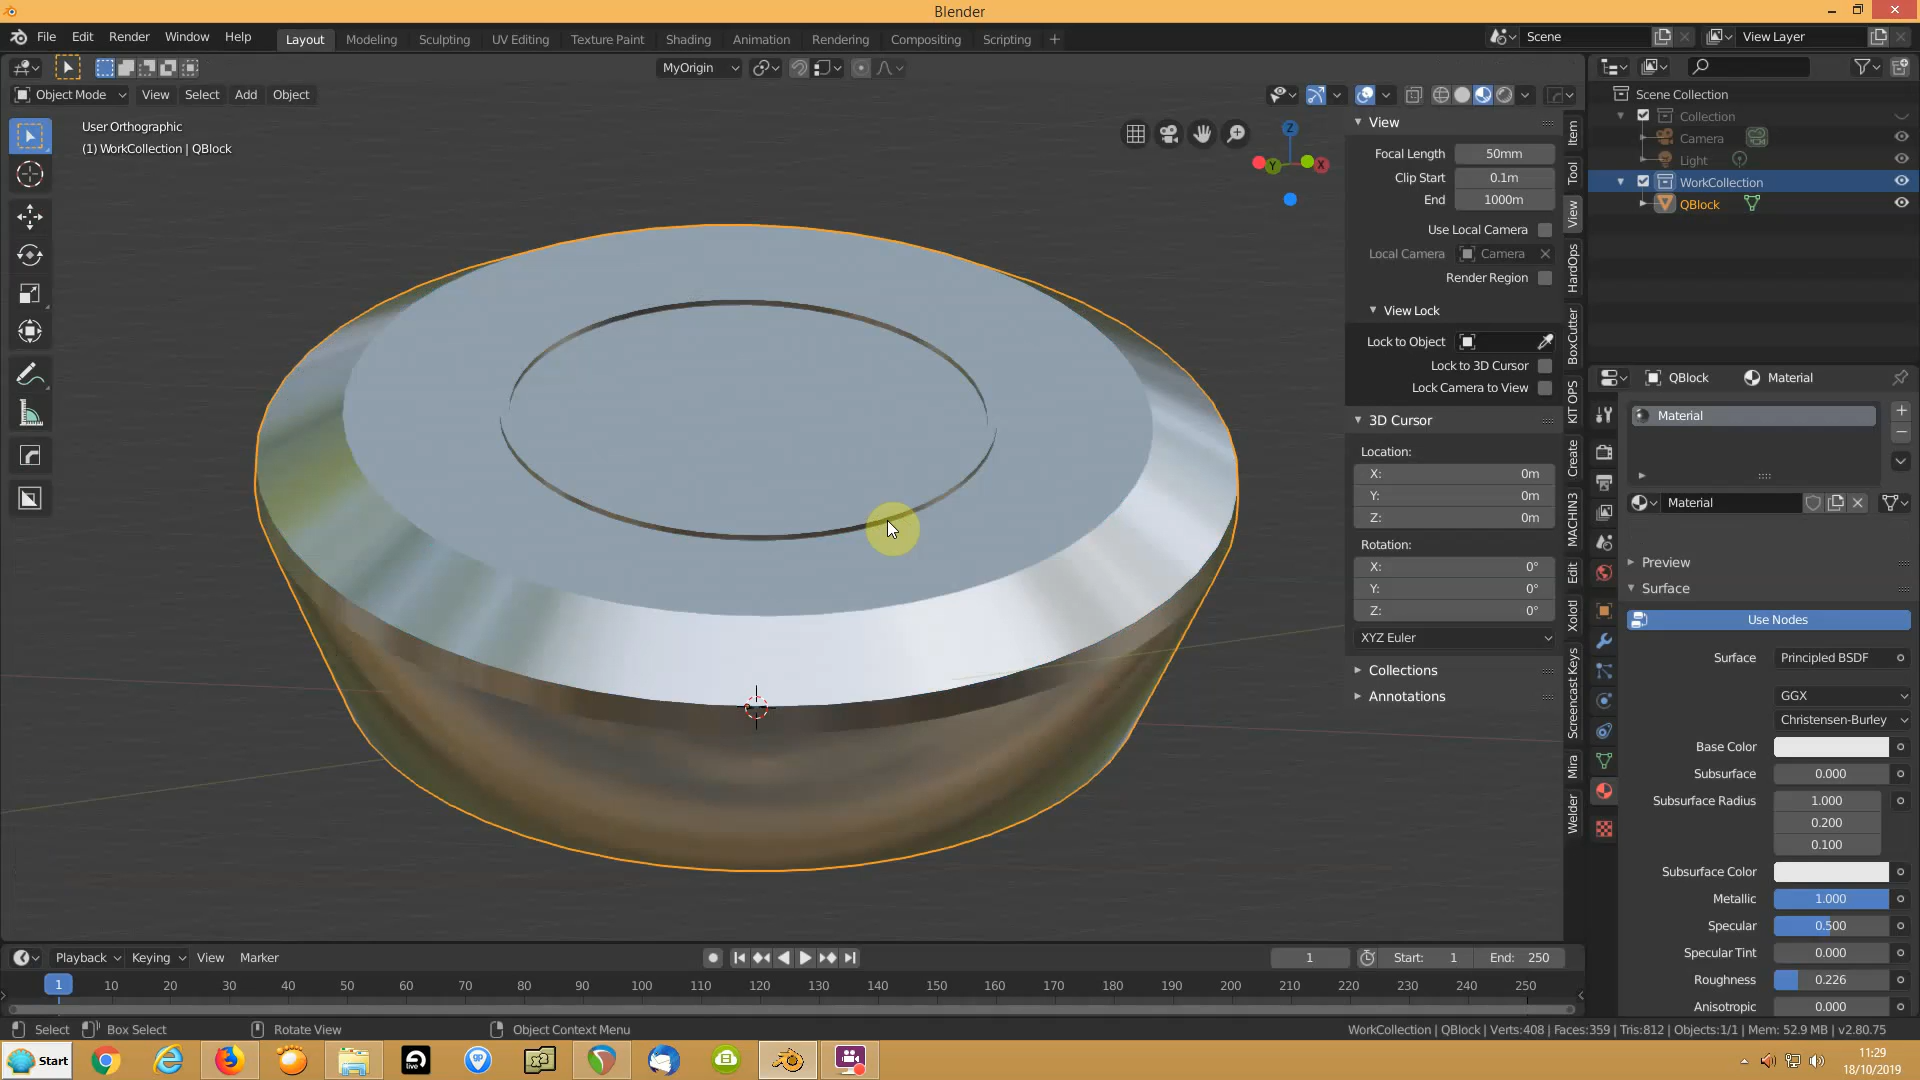 Blender
File Edit Render Window Help Layout Modeling Sculpting UV Editing Texture Paint Shading Animation Rendering Compositing Scripting + Scene View Layer
MyOrigin
Object Mode View Select Add Object
User Orthographic
(1) WorkCollection | QBlock
Z
Y
X
View
Focal Length 50mm
Clip Start 0.1m
End 1000m
Use Local Camera
Local Camera Camera
Render Region
View Lock
Lock to Object
Lock to 3D Cursor
Lock Camera to View
3D Cursor
Location:
X: 0m
Y: 0m
Z: 0m
Rotation:
X: 0°
Y: 0°
Z: 0°
XYZ Euler
Collections
Annotations
Item
Tool
View
HardOps
BoxCutter
KIT OPS
Create
MACHIN3
Edit
Xolotl
Screencast Keys
Mira
Welder
Scene Collection
Collection
Camera
Light
WorkCollection
QBlock
QBlock Material
Material
Material
Preview
Surface
Use Nodes
Surface Principled BSDF
GGX
Christensen-Burley
Base Color
Subsurface 0.000
Subsurface Radius 1.000
0.200
0.100
Subsurface Color
Metallic 1.000
Specular 0.500
Specular Tint 0.000
Roughness 0.226
Anisotropic 0.000
Playback Keying View Marker 1 Start: 1 End: 250
1 10 20 30 40 50 60 70 80 90 100 110 120 130 140 150 160 170 180 190 200 210 220 230 240 250
Select Box Select Rotate View Object Context Menu WorkCollection | QBlock | Verts:408 | Faces:359 | Tris:812 | Objects:1/1 | Mem: 52.9 MB | v2.80.75
Start
live
gp
11:29
18/10/2019